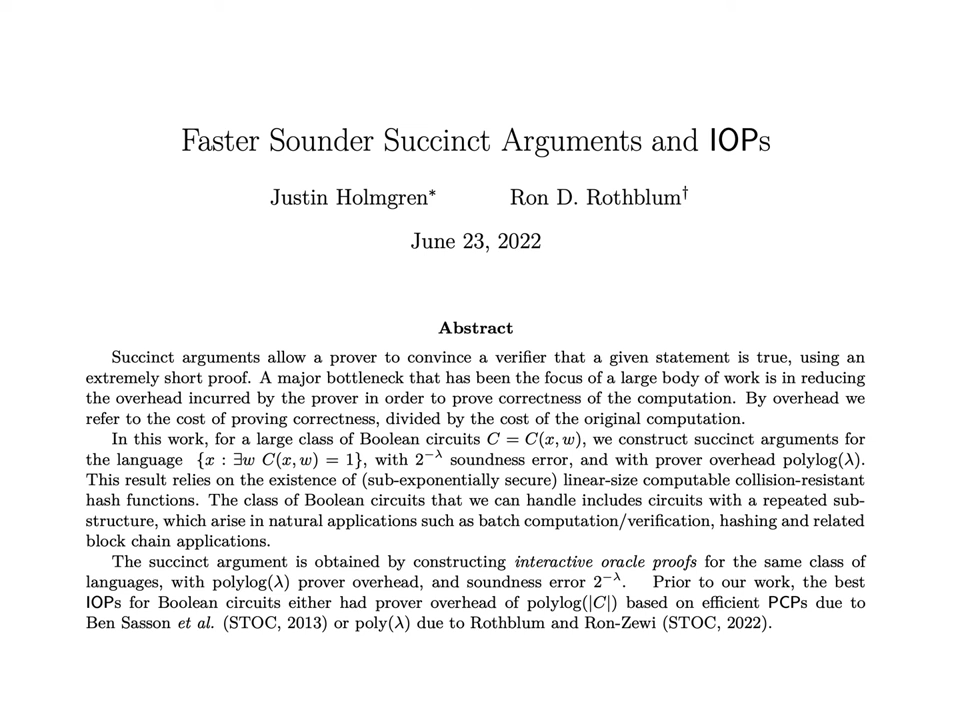 Faster Sounder Succinct Arguments and IOPs
Justin Holmgren* Ron D. Rothblum†
June 23, 2022
Abstract
Succinct arguments allow a prover to convince a verifier that a given statement is true, using an
extremely short proof. A major bottleneck that has been the focus of a large body of work is in reducing
the overhead incurred by the prover in order to prove correctness of the computation. By overhead we
refer to the cost of proving correctness, divided by the cost of the original computation.
In this work, for a large class of Boolean circuits C = C(x, w), we construct succinct arguments for
the language {x : ∃w C(x, w) = 1}, with 2^−λ soundness error, and with prover overhead polylog(λ).
This result relies on the existence of (sub-exponentially secure) linear-size computable collision-resistant
hash functions. The class of Boolean circuits that we can handle includes circuits with a repeated sub-
structure, which arise in natural applications such as batch computation/verification, hashing and related
block chain applications.
The succinct argument is obtained by constructing interactive oracle proofs for the same class of
languages, with polylog(λ) prover overhead, and soundness error 2^−λ. Prior to our work, the best
IOPs for Boolean circuits either had prover overhead of polylog(|C|) based on efficient PCPs due to
Ben Sasson et al. (STOC, 2013) or poly(λ) due to Rothblum and Ron-Zewi (STOC, 2022).